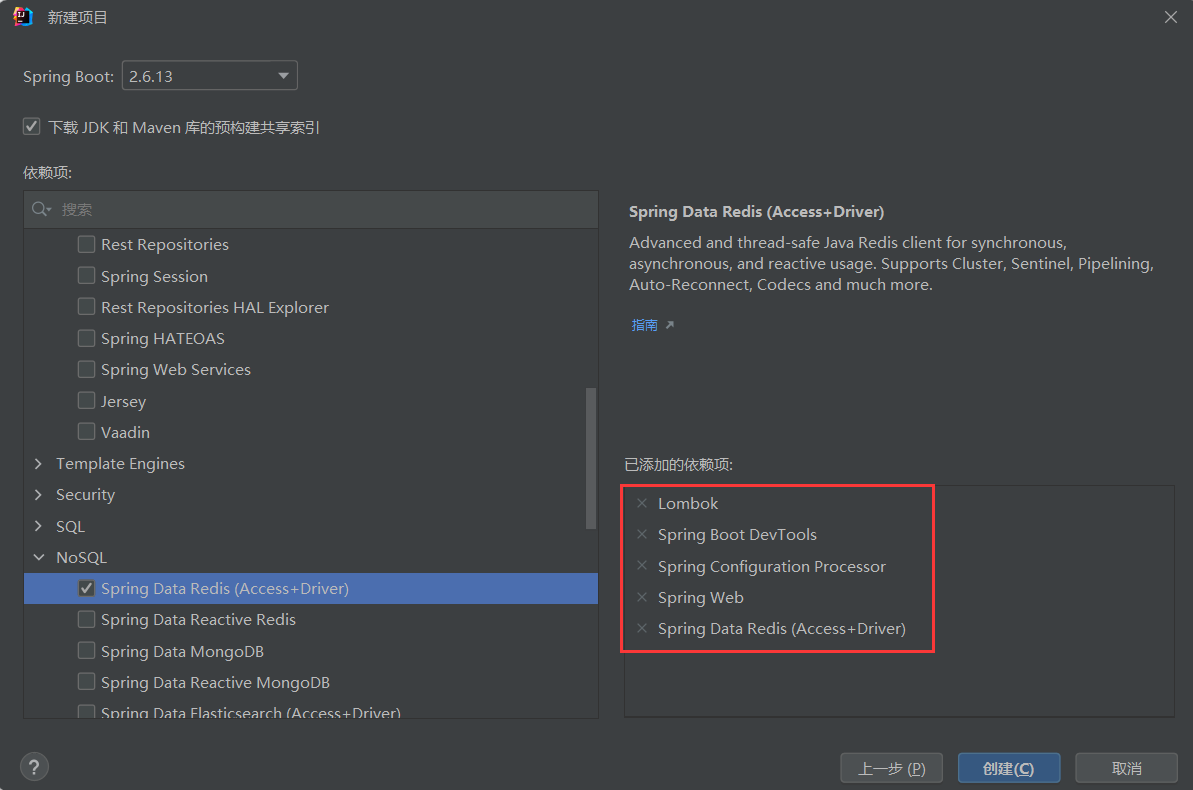 新建项目
Spring Boot: 2.6.13
下载 JDK 和 Maven 库的预构建共享索引
依赖项:
搜索
Rest Repositories
Spring Session
Rest Repositories HAL Explorer
Spring HATEOAS
Spring Web Services
Jersey
Vaadin
Template Engines
Security
SQL
NoSQL
Spring Data Redis (Access+Driver)
Spring Data Reactive Redis
Spring Data MongoDB
Spring Data Reactive MongoDB
Spring Data Elasticsearch (Access+Driver)
Spring Data Redis (Access+Driver)
Advanced and thread-safe Java Redis client for synchronous,
asynchronous, and reactive usage. Supports Cluster, Sentinel, Pipelining,
Auto-Reconnect, Codecs and much more.
指南
已添加的依赖项:
Lombok
Spring Boot DevTools
Spring Configuration Processor
Spring Web
Spring Data Redis (Access+Driver)
?
上一步 (P)
创建(C)
取消